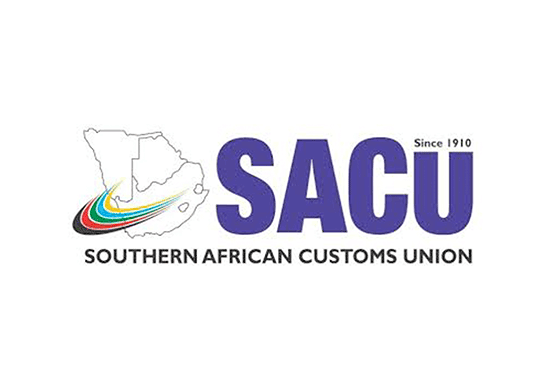 Since 1910
SACU
SOUTHERN AFRICAN CUSTOMS UNION